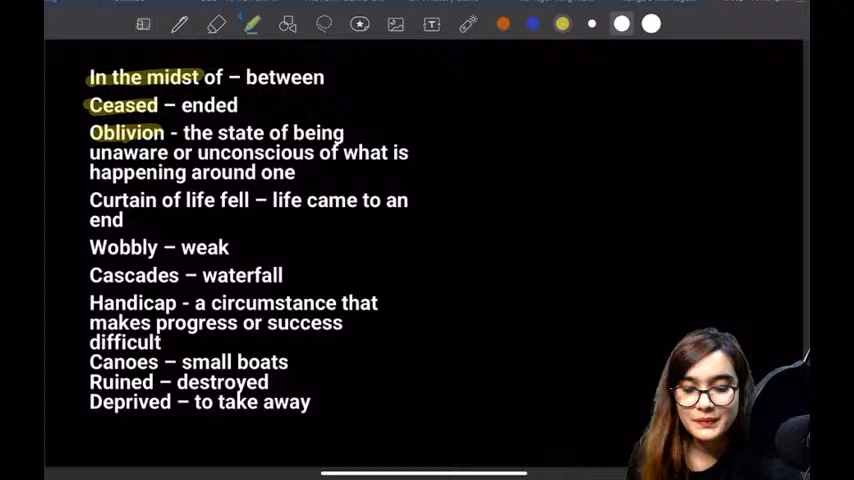 In the midst of – between
Ceased – ended
Oblivion - the state of being
unaware or unconscious of what is
happening around one
Curtain of life fell – life came to an
end
Wobbly – weak
Cascades – waterfall
Handicap - a circumstance that
makes progress or success
difficult
Canoes – small boats
Ruined – destroyed
Deprived – to take away